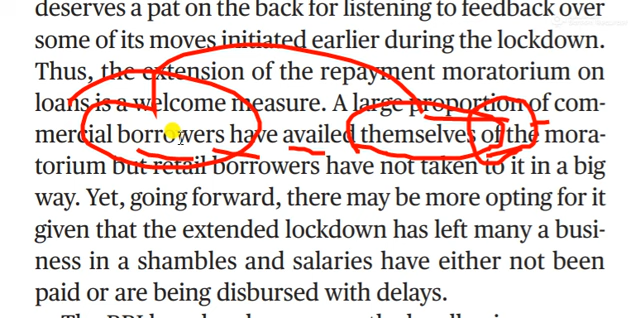 deserves a pat on the back for listening to feedback over
some of its moves initiated earlier during the lockdown.
Thus, the extension of the repayment moratorium on
loans is a welcome measure. A large proportion of com-
mercial borrowers have availed themselves of the mora-
torium but retail borrowers have not taken to it in a big
way. Yet, going forward, there may be more opting for it
given that the extended lockdown has left many a busi-
ness in a shambles and salaries have either not been
paid or are being disbursed with delays.